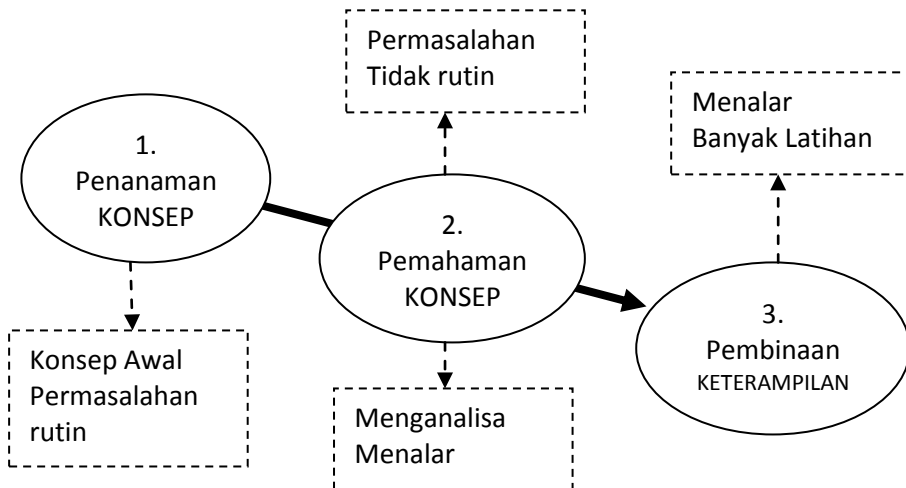 Permasalahan
Tidak rutin
Menalar
Banyak Latihan
1.
Penanaman
KONSEP
2.
Pemahaman
KONSEP
3.
Pembinaan
KETERAMPILAN
Konsep Awal
Permasalahan
rutin
Menganalisa
Menalar